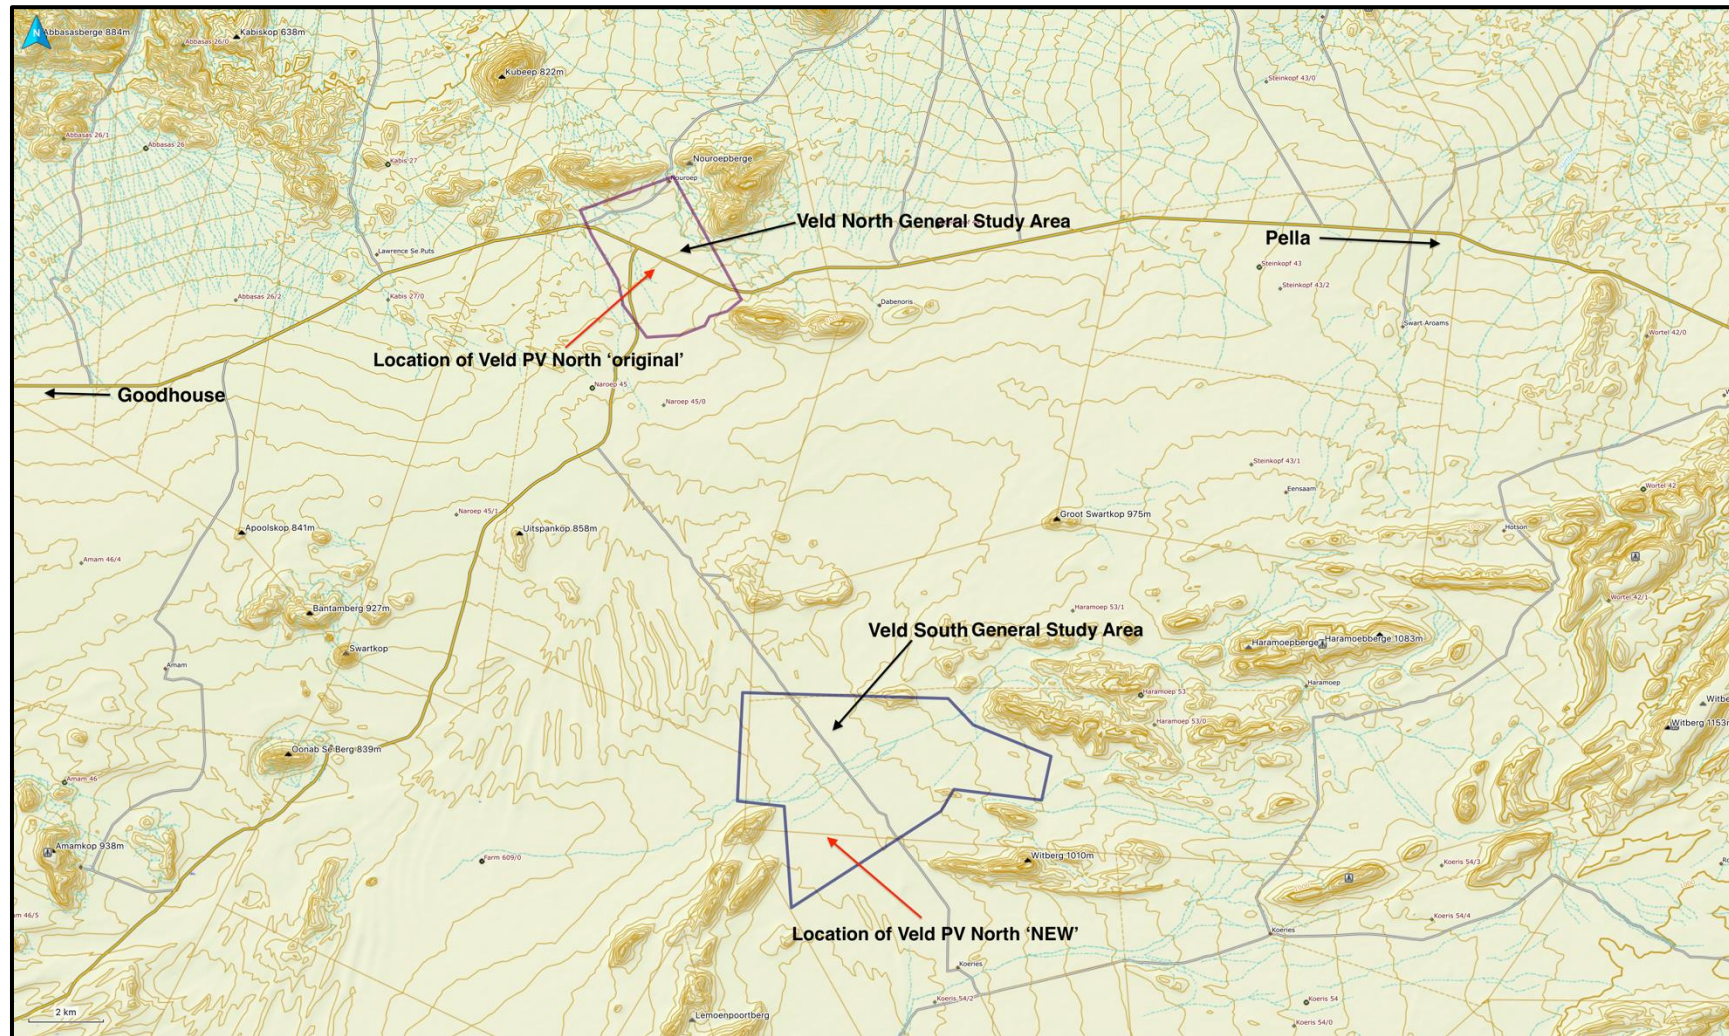 N
Abbasasberge 884m
Kabiskop 638m
Abbasas 26/0
Kubeep 822m
Steinkopf 43/0
Abbasas 26/1
Abbasas 26
Kabis 27
Nouroepberge
Nouroep
Veld North General Study Area
Pella
Lawrence Se Puts
Steinkopf 43
Steinkopf 43/2
Abbasas 26/2
Kabis 27/0
Dabenoris
Swart Aroams
Wortel 42/0
Location of Veld PV North ‘original’
Goodhouse
Naroep 45
Naroep 45/0
Steinkopf 43/1
Eensaam
Wortel 42
Naroep 45/1
Groot Swartkop 975m
Apoolskop 841m
Uitspankop 858m
Hotson
Amam 46/4
Bantamberg 927m
Haramoep 53/1
Wortel 42/1
Veld South General Study Area
Swartkop
Haramoepberge
Haramoebberge 1083m
Amam
Haramoep
Haramoep 53
Haramoep 53/0
Witberg 1153m
Oonab Se Berg 839m
Amam 46
Amamkop 938m
Farm 609/0
Witberg 1010m
Koeris 54/3
Koeris 54/4
Location of Veld PV North ‘NEW’
Koeries
Koeries
Koeris 54/2
Koeris 54
Lemoenpoortberg
Koeris 54/0
2 km